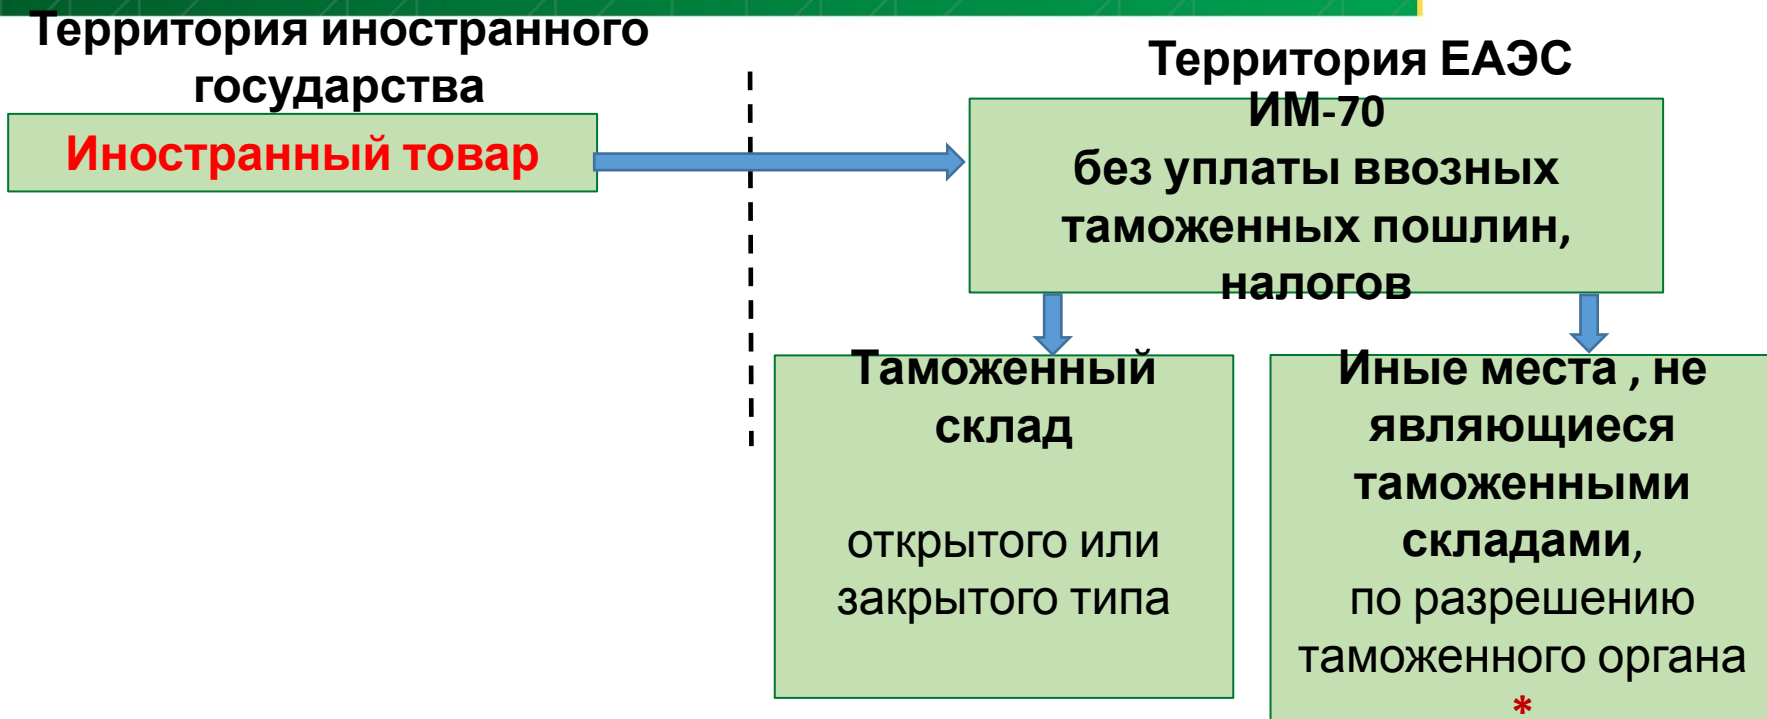 Территория иностранного
государства
Иностранный товар
Территория ЕАЭС
ИМ-70
без уплаты ввозных
таможенных пошлин,
налогов
Таможенный
склад
открытого или
закрытого типа
Иные места , не
являющиеся
таможенными
складами,
по разрешению
таможенного органа
*